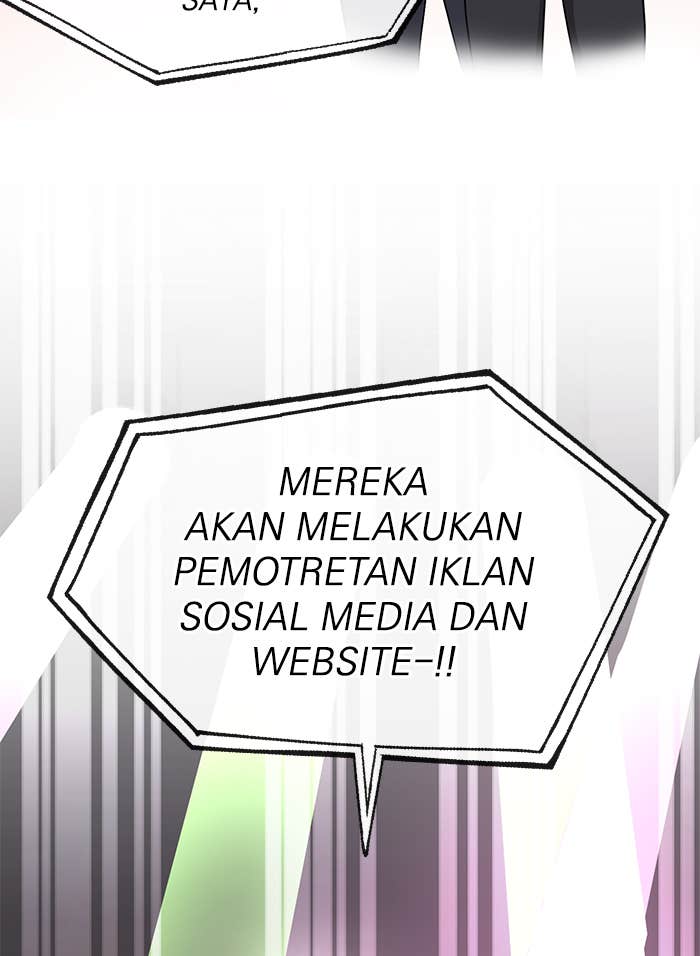 SAYA,
MEREKA
AKAN MELAKUKAN
PEMOTRETAN IKLAN
SOSIAL MEDIA DAN
WEBSITE-!!